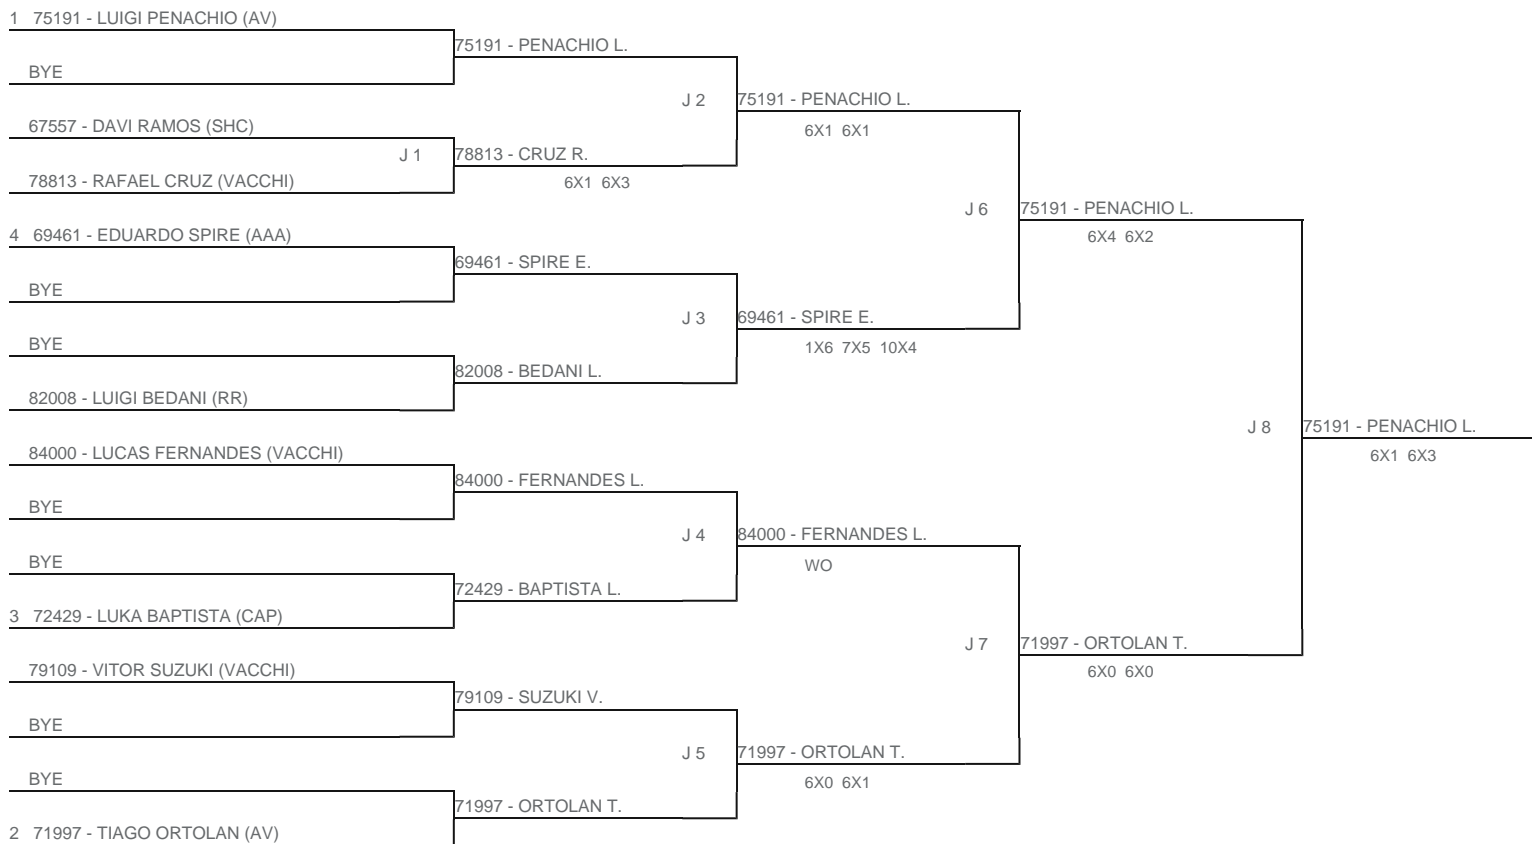 1 75191 - LUIGI PENACHIO (AV)
75191 - PENACHIO L.
BYE
J 2 75191 - PENACHIO L.
67557 - DAVI RAMOS (SHC)
6X1 6X1
J 1 78813 - CRUZ R.
78813 - RAFAEL CRUZ (VACCHI)
6X1 6X3
J 6 75191 - PENACHIO L.
4 69461 - EDUARDO SPIRE (AAA)
6X4 6X2
69461 - SPIRE E.
BYE
J 3 69461 - SPIRE E.
BYE
1X6 7X5 10X4
82008 - BEDANI L.
82008 - LUIGI BEDANI (RR)
J 8 75191 - PENACHIO L.
84000 - LUCAS FERNANDES (VACCHI)
6X1 6X3
84000 - FERNANDES L.
BYE
J 4 84000 - FERNANDES L.
BYE
WO
72429 - BAPTISTA L.
3 72429 - LUKA BAPTISTA (CAP)
J 7 71997 - ORTOLAN T.
79109 - VITOR SUZUKI (VACCHI)
6X0 6X0
79109 - SUZUKI V.
BYE
J 5 71997 - ORTOLAN T.
BYE
6X0 6X1
71997 - ORTOLAN T.
2 71997 - TIAGO ORTOLAN (AV)